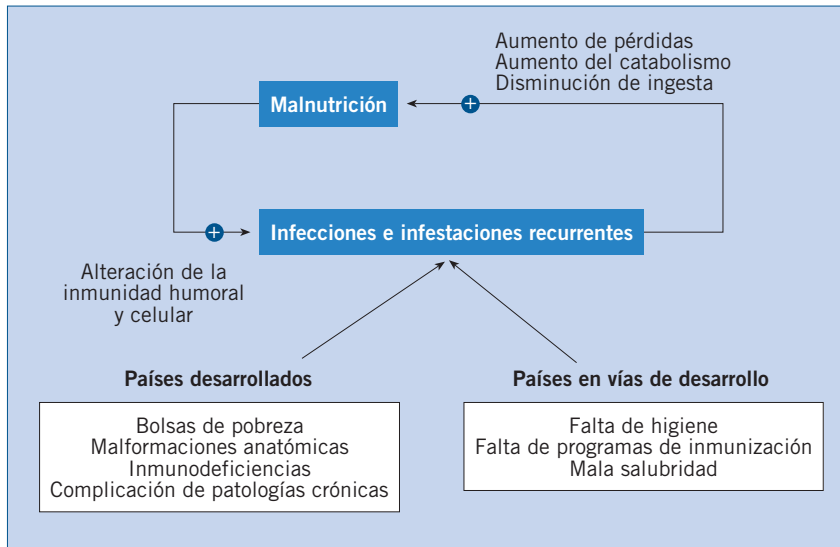 Aumento de pérdidas
Aumento del catabolismo
Disminución de ingesta
Malnutrición
+
+
Infecciones e infestaciones recurrentes
Alteración de la
inmunidad humoral
y celular
Países desarrollados
Bolsas de pobreza
Malformaciones anatómicas
Inmunodeficiencias
Complicación de patologías crónicas
Países en vías de desarrollo
Falta de higiene
Falta de programas de inmunización
Mala salubridad